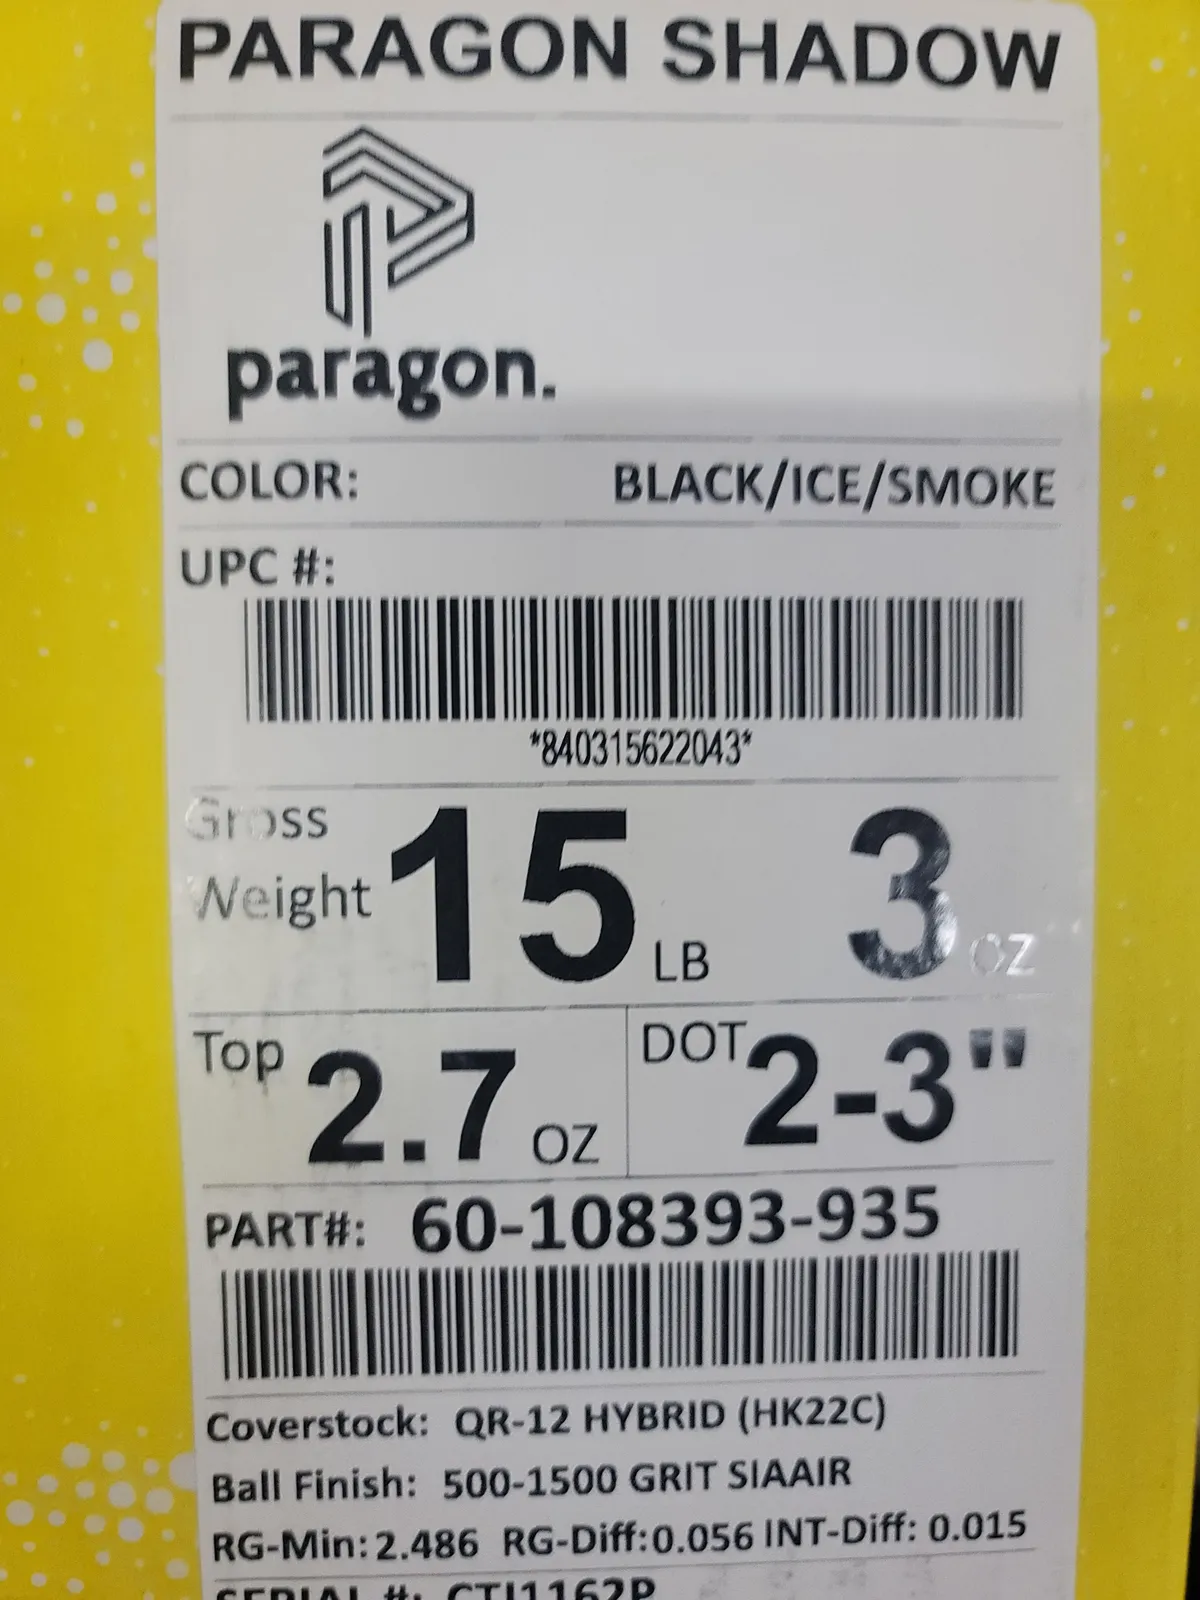 PARAGON SHADOW
paragon.
COLOR: BLACK/ICE/SMOKE
UPC #:
*840315622043*
Gross Weight 15 LB 3 OZ
Top 2.7 OZ DOT 2-3"
PART#: 60-108393-935
Coverstock: QR-12 HYBRID (HK22C)
Ball Finish: 500-1500 GRIT SIAAIR
RG-Min: 2.486 RG-Diff: 0.056 INT-Diff: 0.015
SERIAL #: CTI1162P